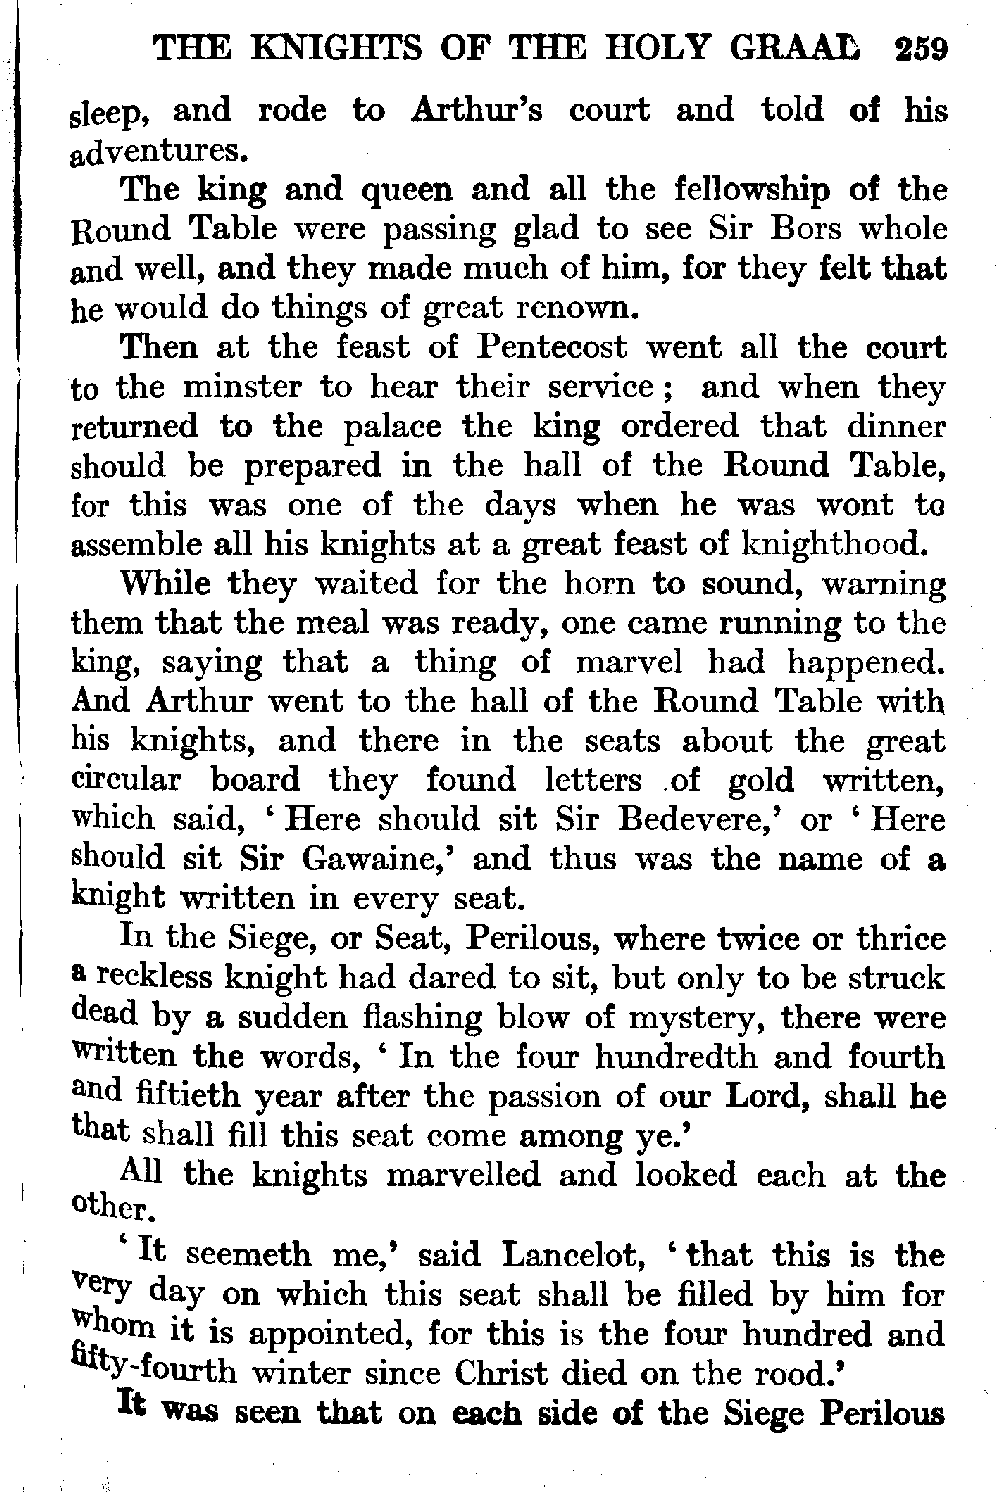 THE KNIGHTS OF THE HOLY GRAAL 259
sleep, and rode to Arthur's court and told of his
adventures.
The king and queen and all the fellowship of the
Round Table were passing glad to see Sir Bors whole
and well, and they made much of him, for they felt that
he would do things of great renown.
Then at the feast of Pentecost went all the court
to the minster to hear their service ; and when they
returned to the palace the king ordered that dinner
should be prepared in the hall of the Round Table,
for this was one of the days when he was wont to
assemble all his knights at a great feast of knighthood.
While they waited for the horn to sound, warning
them that the meal was ready, one came running to the
king, saying that a thing of marvel had happened.
And Arthur went to the hall of the Round Table with
his knights, and there in the seats about the great
circular board they found letters of gold written,
which said, ‘ Here should sit Sir Bedevere,’ or ‘ Here
should sit Sir Gawaine,’ and thus was the name of a
knight written in every seat.
In the Siege, or Seat, Perilous, where twice or thrice
a reckless knight had dared to sit, but only to be struck
dead by a sudden flashing blow of mystery, there were
written the words, ‘ In the four hundredth and fourth
and fiftieth year after the passion of our Lord, shall he
that shall fill this seat come among ye.’
All the knights marvelled and looked each at the
other.
‘ It seemeth me,’ said Lancelot, ‘ that this is the
very day on which this seat shall be filled by him for
whom it is appointed, for this is the four hundred and
fifty-fourth winter since Christ died on the rood.’
It was seen that on each side of the Siege Perilous